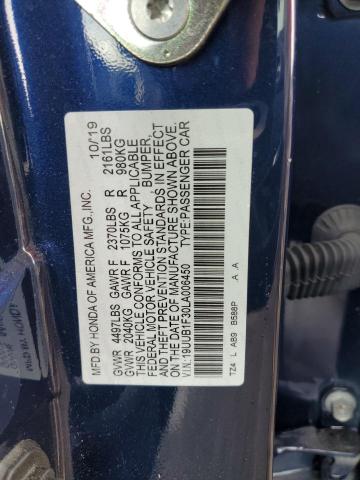 MFD BY HONDA OF AMERICA MFG., INC. 10/19
GVWR 4497LBS GAWR F 2370LBS R 2161LBS
GVWR 2040KG GAWR F 1075KG R 980KG
THIS VEHICLE CONFORMS TO ALL APPLICABLE
FEDERAL MOTOR VEHICLE SAFETY, BUMPER,
AND THEFT PREVENTION STANDARDS IN EFFECT
ON THE DATE OF MANUFACTURE SHOWN ABOVE.
V.I.N.: 19UUB1F30LA006450 TYPE: PASSENGER CAR
TZ4 L A89 B588P A A